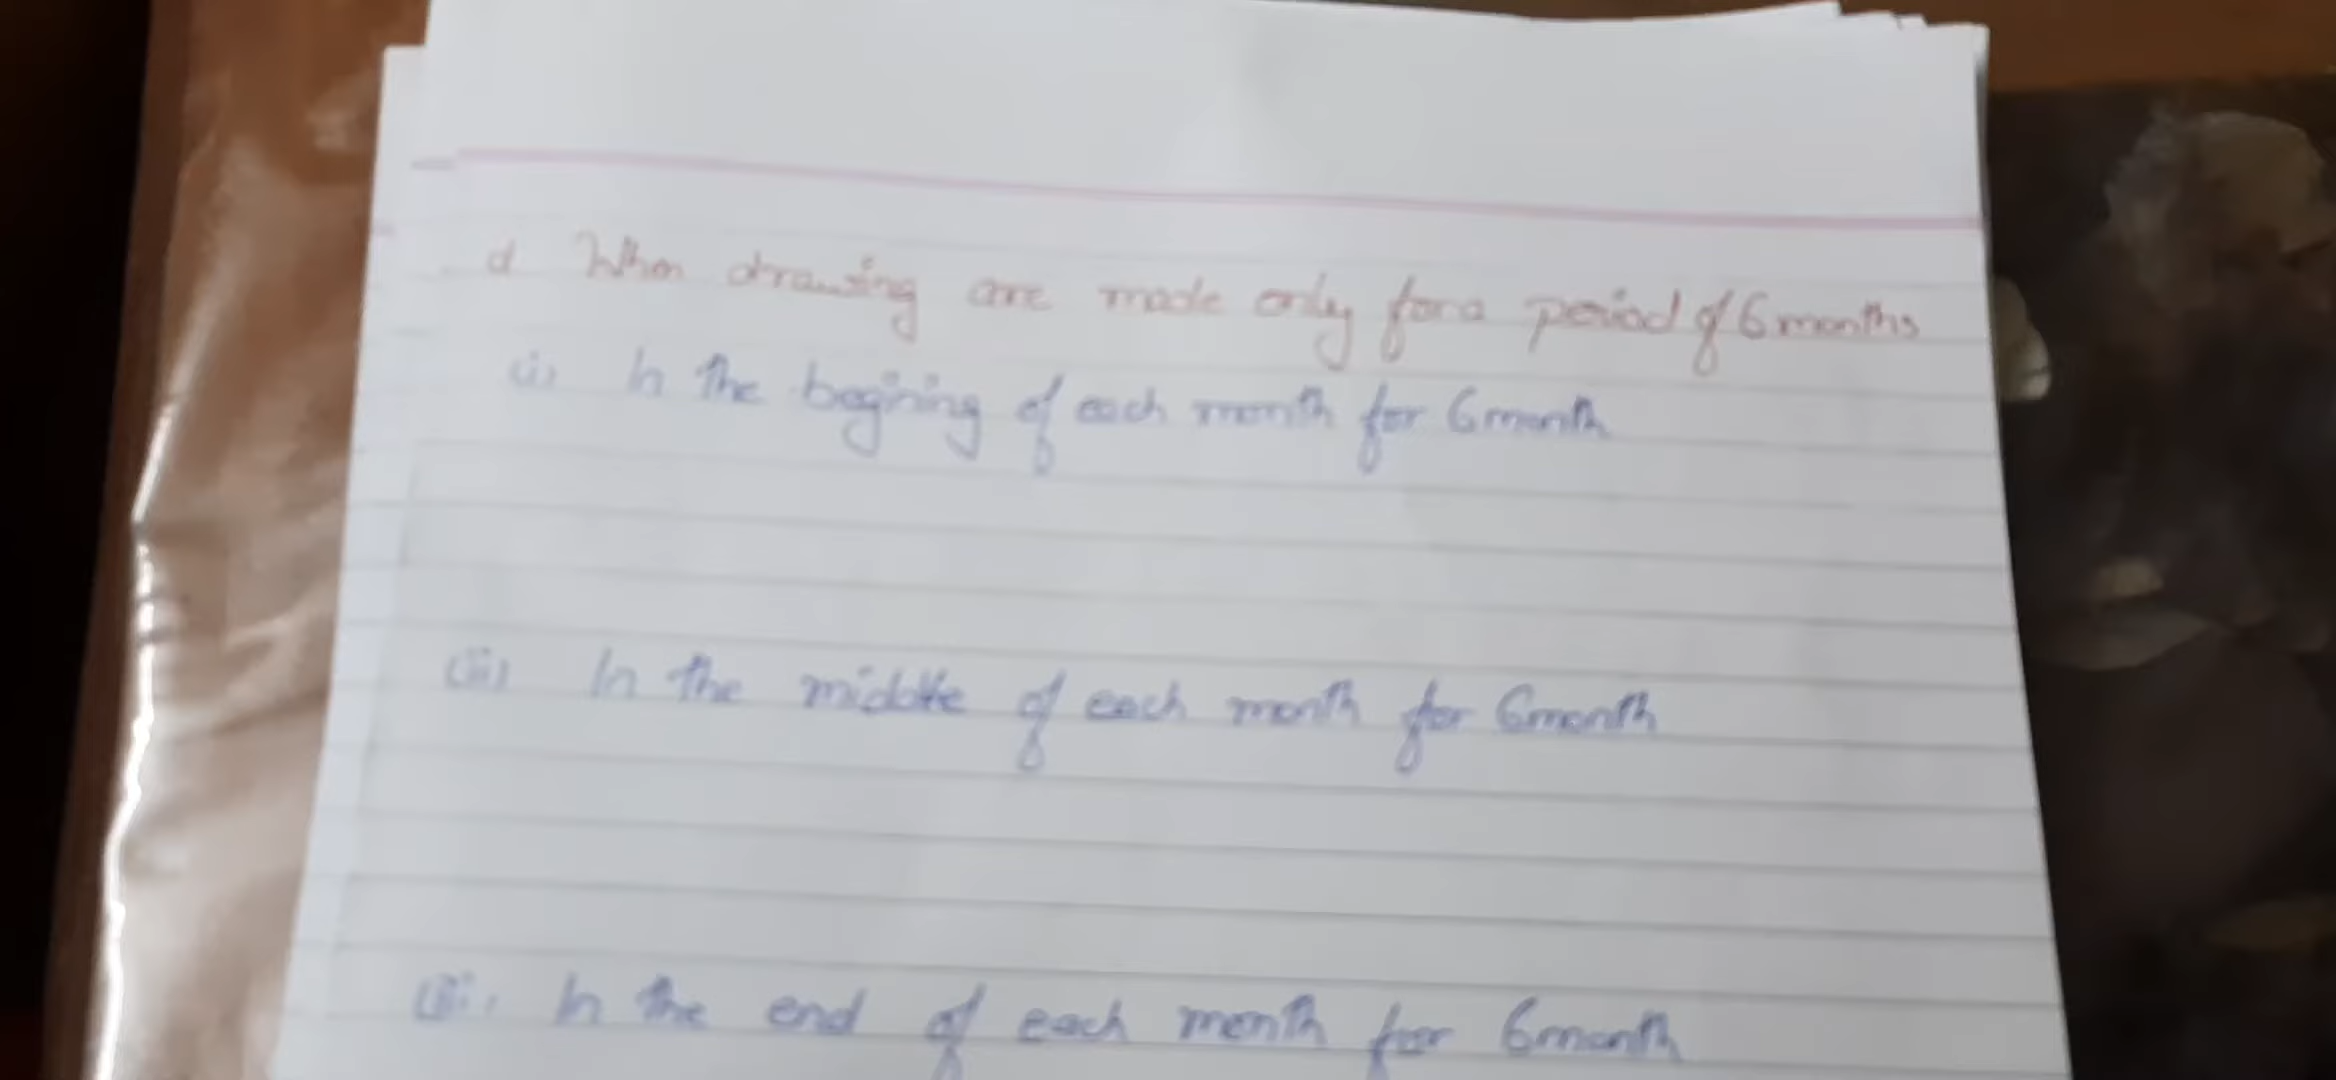 d When drawing are made only for a period of 6 months
(i) In the begining of each month for 6 month
(ii) In the middle of each month for 6 month
(iii) In the end of each month for 6 month